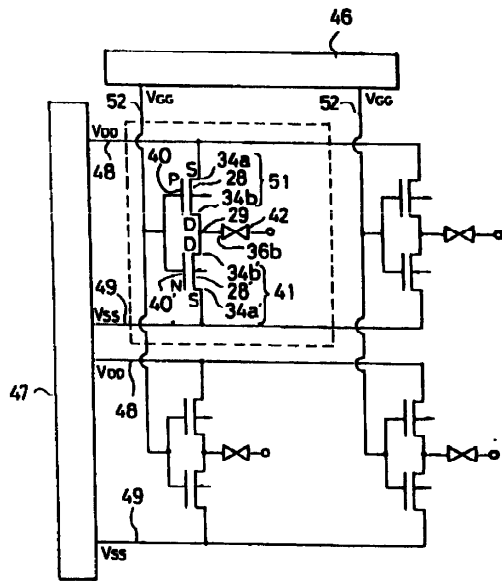 46
52 VGG 52 VGG
VDD
48 40 P S 34a
28 51
34b
D 29 42
D 36b
34b'
49 40' N 28' 41
S 34a'
VSS
47 VDD
48
49
VSS